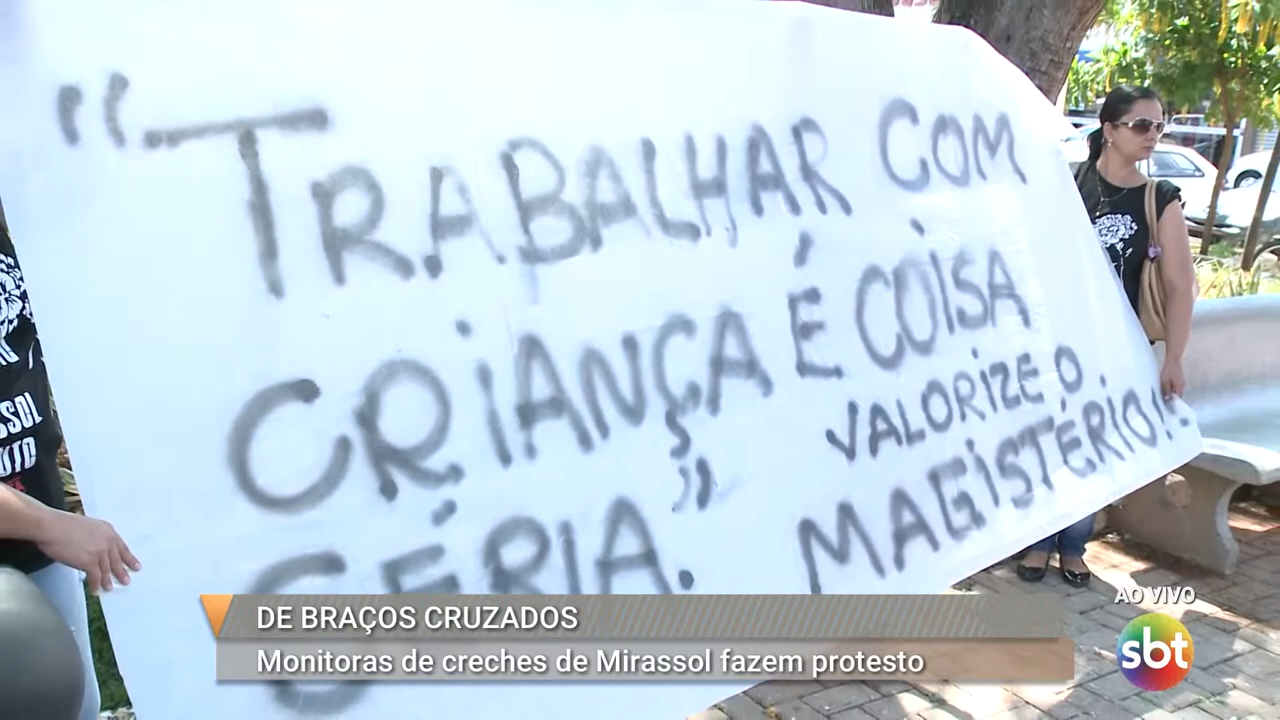 "TRABALHAR COM
CRIANÇA É COISA
SÉRIA."
VALORIZE O
MAGISTÉRIO!!
SSOL
DE BRAÇOS CRUZADOS
Monitoras de creches de Mirassol fazem protesto
AO VIVO
sbt